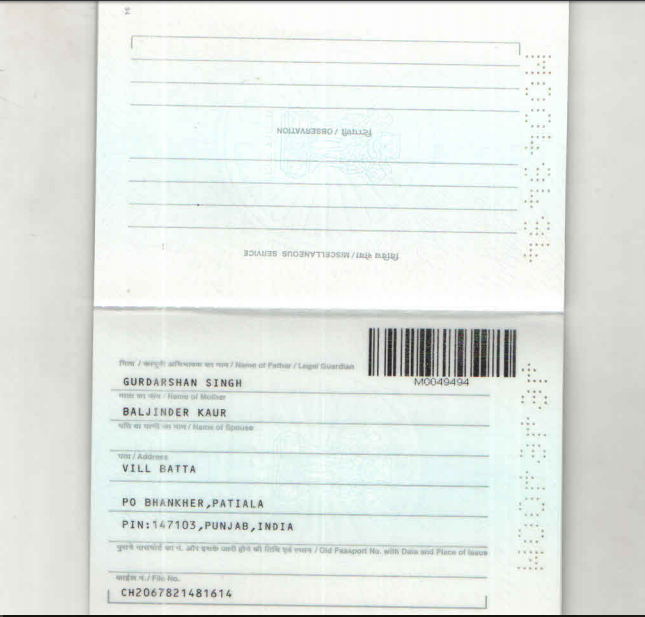 विविध सेवा / MISCELLANEOUS SERVICE
टिप्पणी / OBSERVATION
M0049494
पिता / कानूनी अभिभावक का नाम / Name of Father / Legal Guardian
GURDARSHAN SINGH
माता का नाम / Name of Mother
BALJINDER KAUR
पति या पत्नी का नाम / Name of Spouse
पता / Address
VILL BATTA
PO BHANKHER,PATIALA
PIN:147103,PUNJAB,INDIA
पुराने पासपोर्ट का नं. और इसके जारी होने की तिथि एवं स्थान / Old Passport No. with Date and Place of Issue
फाईल नं. / File No.
CH2067821481614